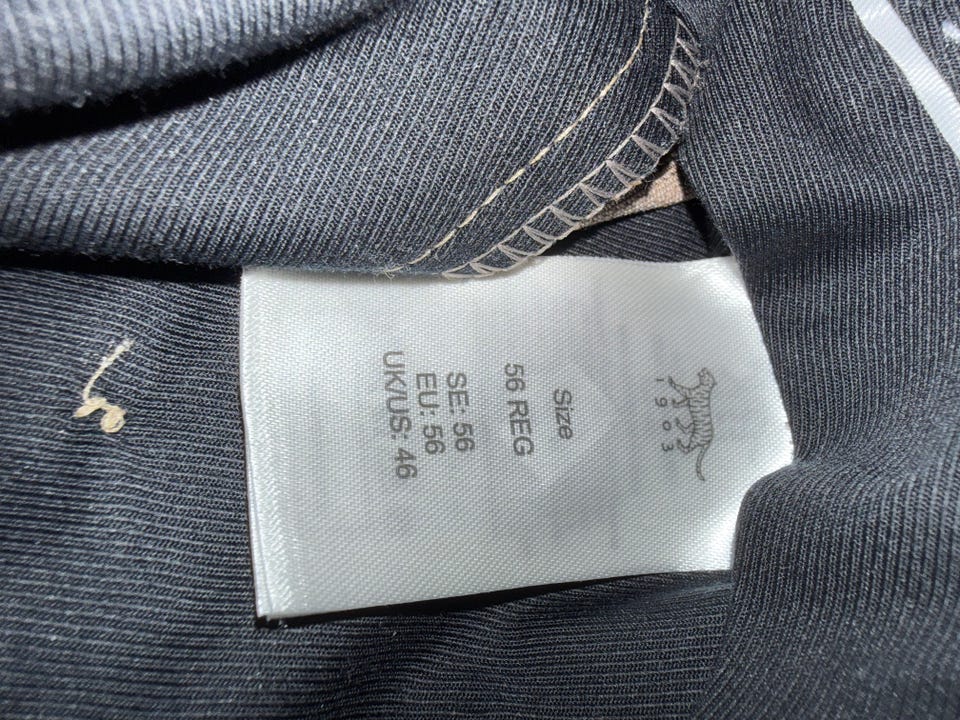 1903
Size
56 REG
SE: 56
EU: 56
UK/US: 46